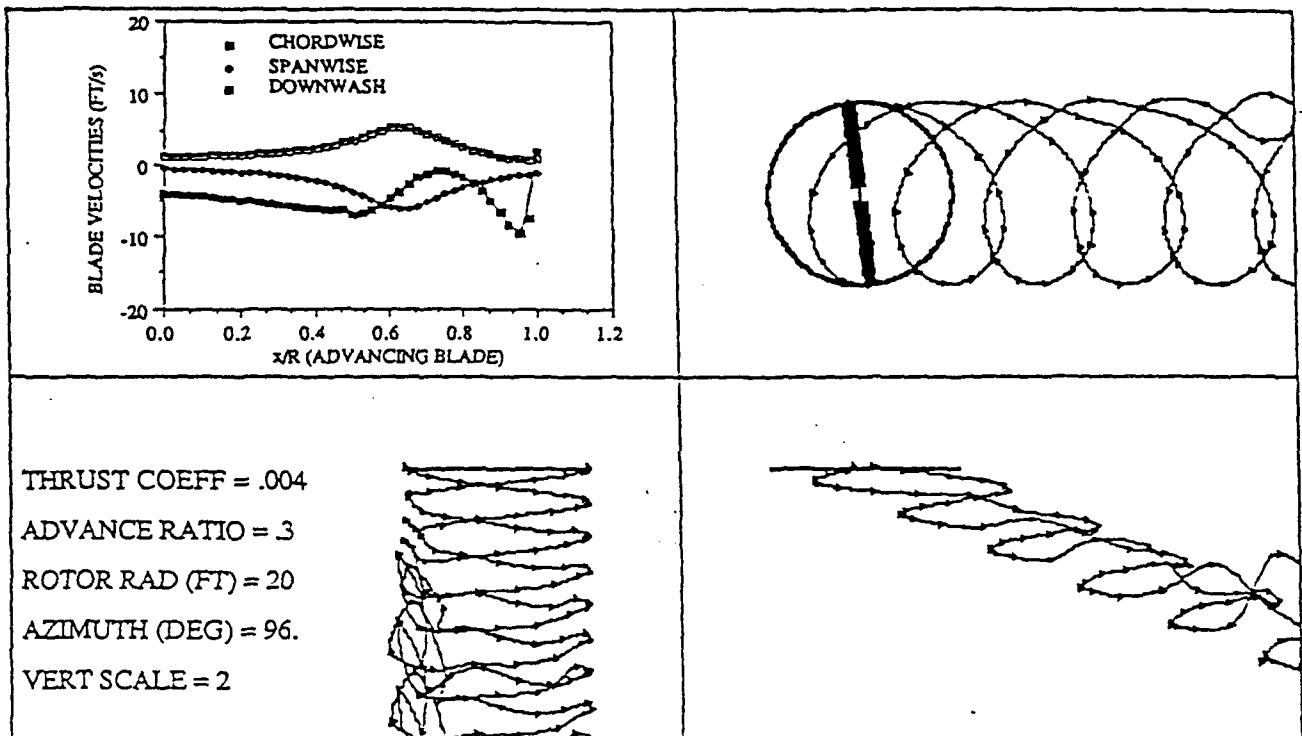 20
CHORDWISE
SPANWISE
DOWNWASH
10
0
-10
-20
BLADE VELOCITIES (FT/s)
0.0 0.2 0.4 0.6 0.8 1.0 1.2
x/R (ADVANCING BLADE)
THRUST COEFF = .004
ADVANCE RATIO = .3
ROTOR RAD (FT) = 20
AZIMUTH (DEG) = 96.
VERT SCALE = 2